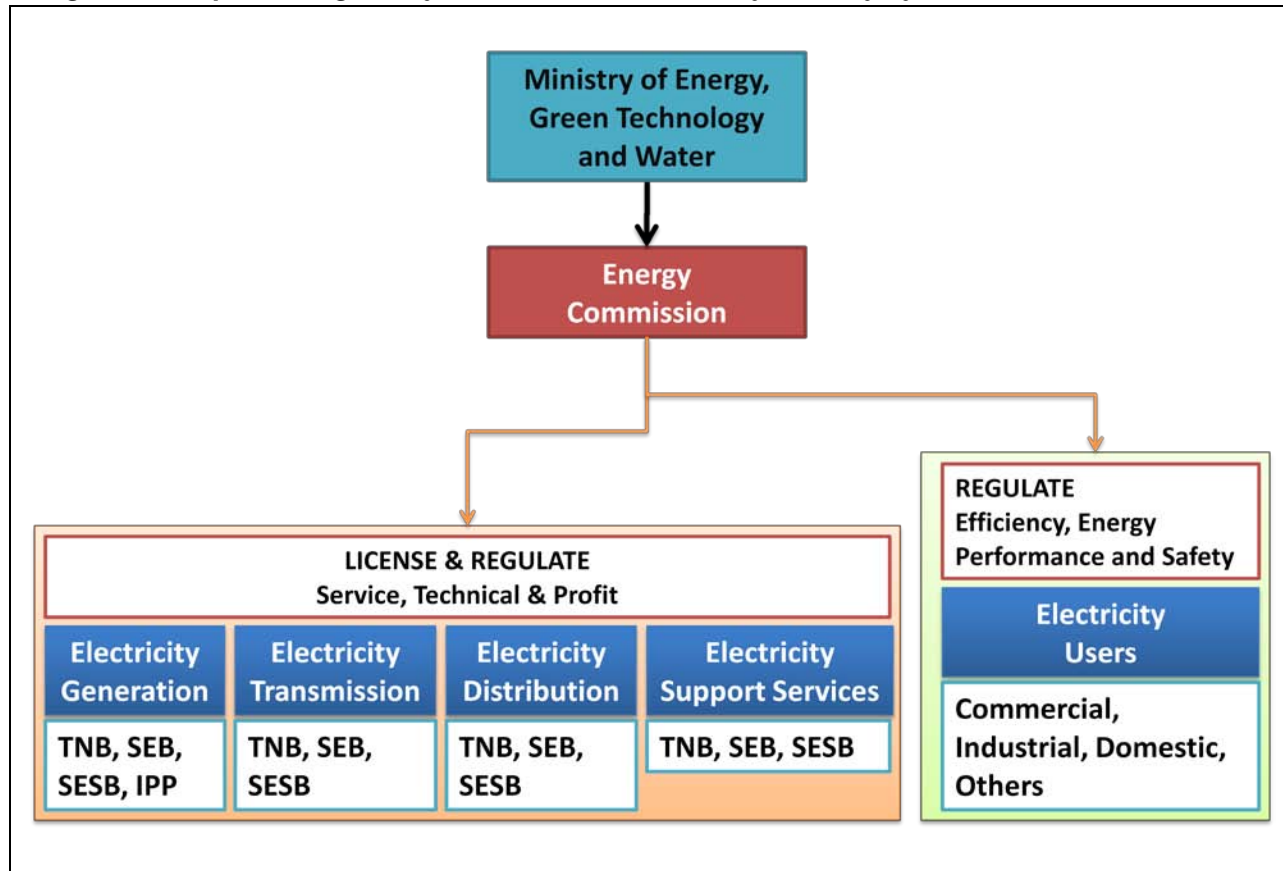 Ministry of Energy,
Green Technology
and Water
Energy
Commission
REGULATE
Efficiency, Energy
Performance and Safety
LICENSE & REGULATE
Service, Technical & Profit
Electricity
Generation
Electricity
Transmission
Electricity
Distribution
Electricity
Support Services
Electricity
Users
TNB, SEB,
SESB, IPP
TNB, SEB,
SESB
TNB, SEB,
SESB
TNB, SEB, SESB
Commercial,
Industrial, Domestic,
Others